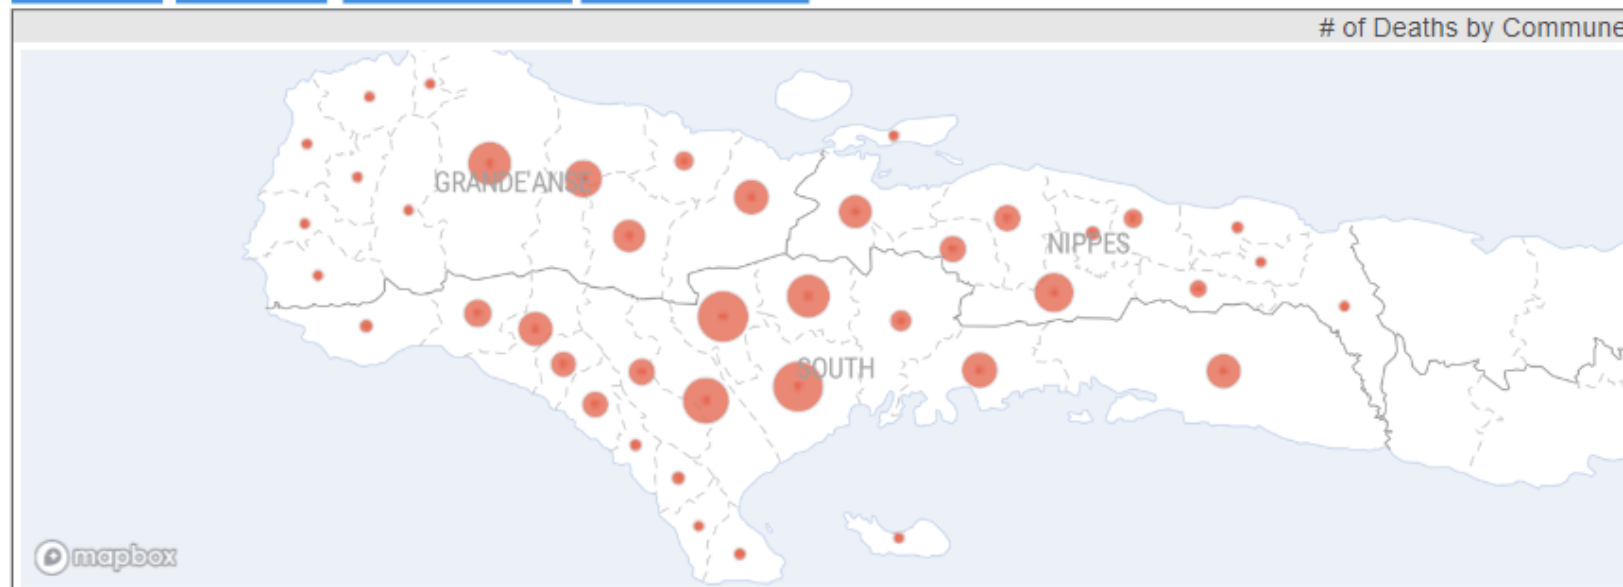 # of Deaths by Commune
GRANDE'ANSE
NIPPES
SOUTH
mapbox